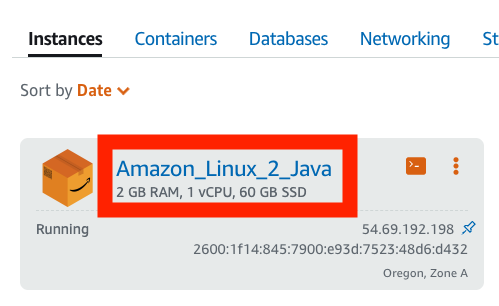 Instances Containers Databases Networking St
Sort by Date
Amazon_Linux_2_Java
2 GB RAM, 1 vCPU, 60 GB SSD
Running 54.69.192.198
2600:1f14:845:7900:e93d:7523:48d6:d432
Oregon, Zone A